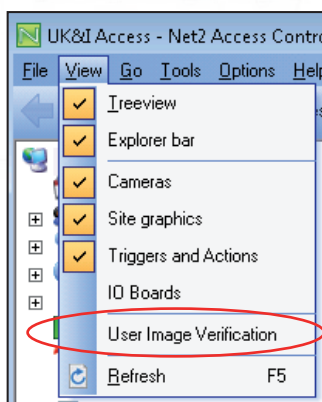 UK&I Access - Net2 Access Contro
File View Go Tools Options Help
Treeview
Explorer bar
Cameras
Site graphics
Triggers and Actions
IO Boards
User Image Verification
Refresh F5